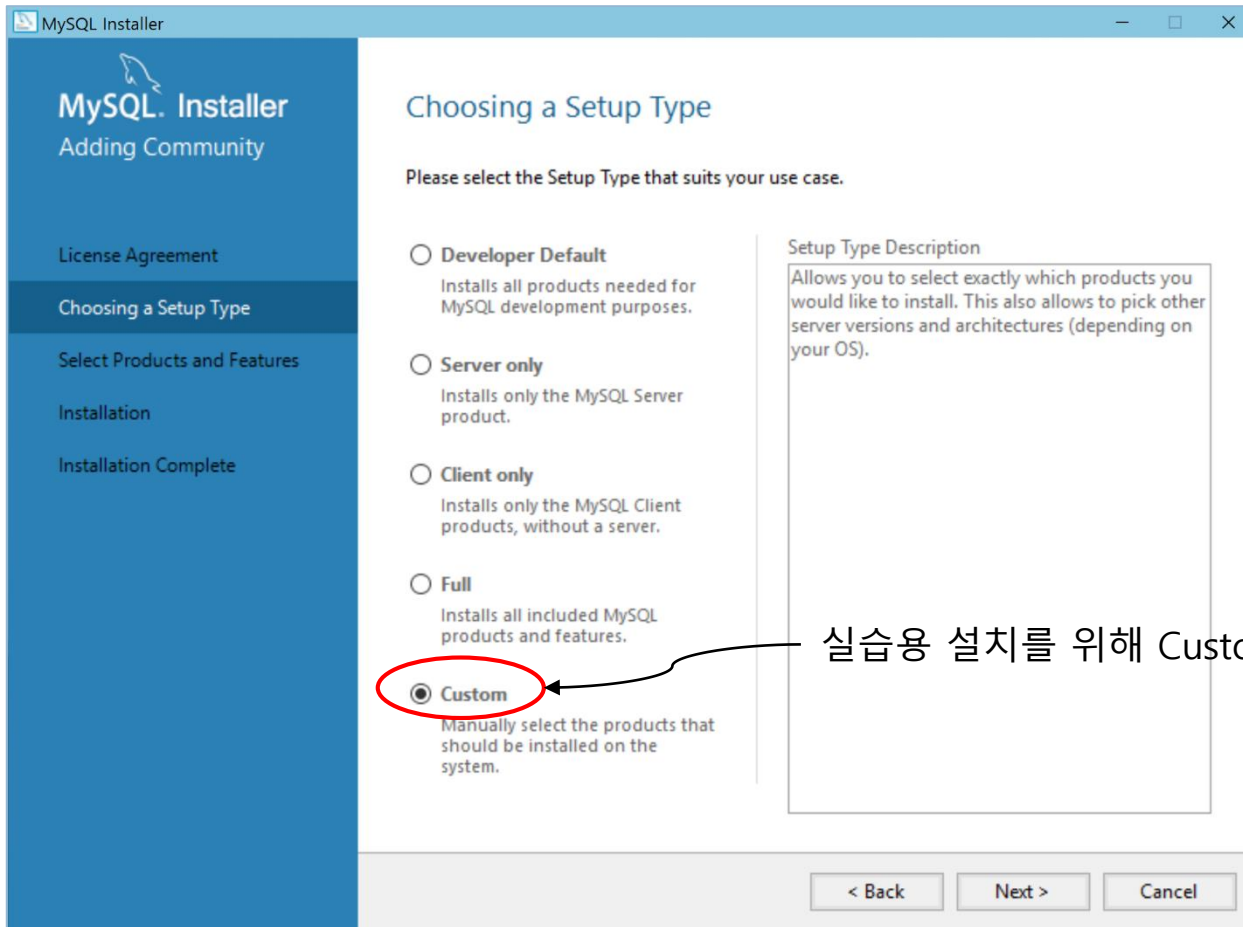 MySQL Installer
MySQL. Installer
Adding Community
License Agreement
Choosing a Setup Type
Select Products and Features
Installation
Installation Complete
Choosing a Setup Type
Please select the Setup Type that suits your use case.
Developer Default
Installs all products needed for
MySQL development purposes.
Server only
Installs only the MySQL Server
product.
Client only
Installs only the MySQL Client
products, without a server.
Full
Installs all included MySQL
products and features.
Custom
Manually select the products that
should be installed on the
system.
Setup Type Description
Allows you to select exactly which products you
would like to install. This also allows to pick other
server versions and architectures (depending on
your OS).
실습용 설치를 위해
< Back
Next >
Cancel